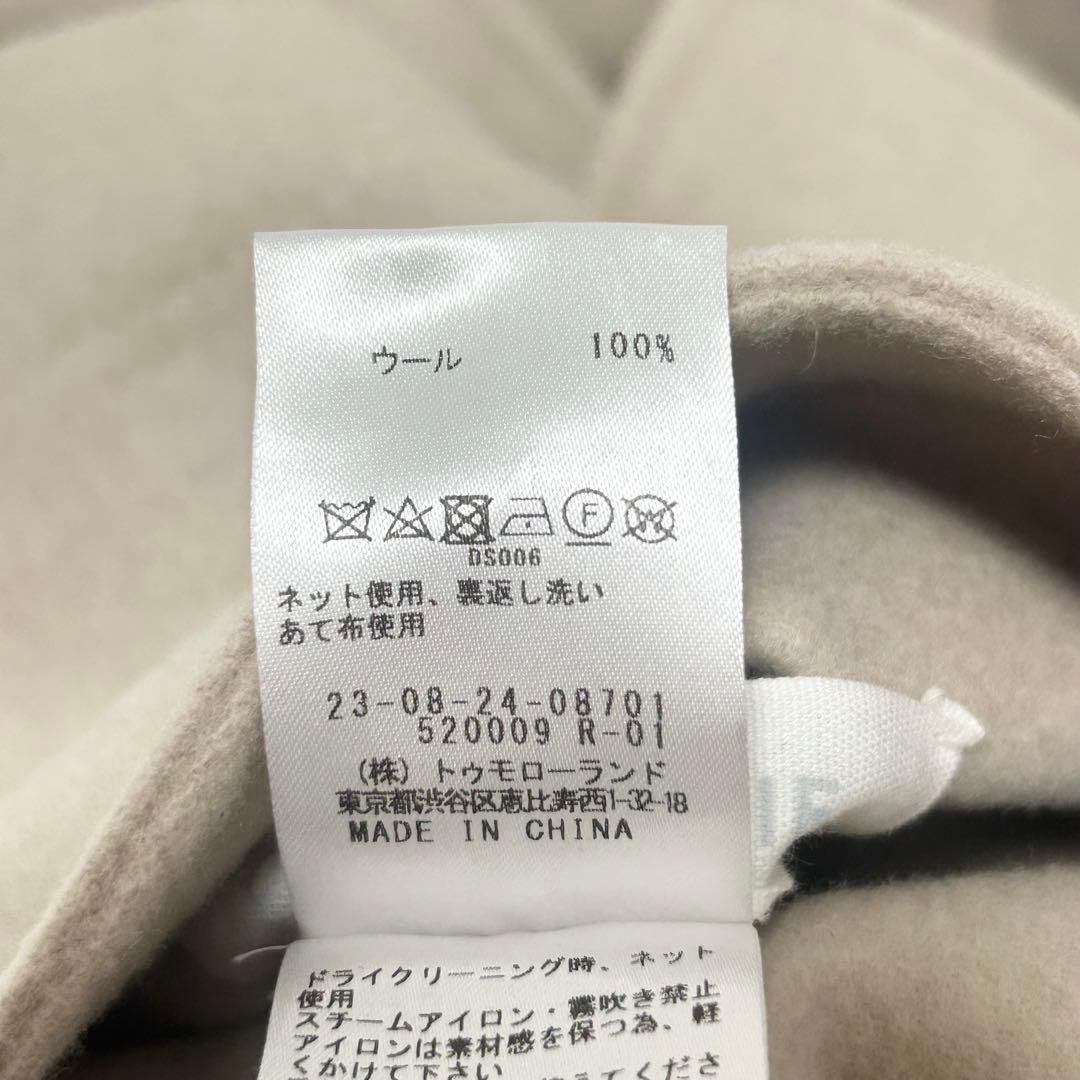 ウール 100%
F W
DS006
ネット使用、裏返し洗い
あて布使用
23-08-24-08701
520009 R-01
(株) トゥモローランド
東京都渋谷区恵比寿西1-32-18
MADE IN CHINA
ドライクリーニング時、ネット
使用
スチームアイロン・霧吹き禁止
アイロンは素材感を保つ為、軽
くかけて下さい
えてくださ